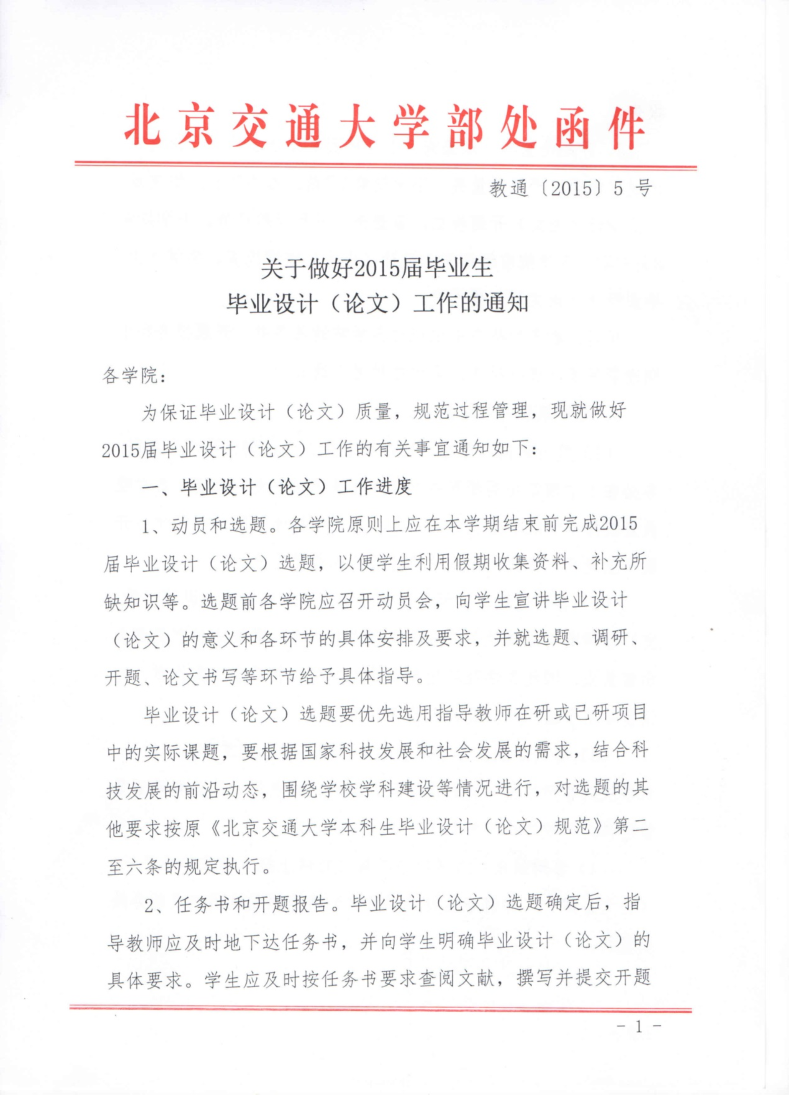 北京交通大学部处函件
教通〔2015〕5 号
关于做好2015届毕业生
毕业设计（论文）工作的通知
各学院：
为保证毕业设计（论文）质量，规范过程管理，现就做好
2015届毕业设计（论文）工作的有关事宜通知如下：
一、毕业设计（论文）工作进度
1、动员和选题。各学院原则上应在本学期结束前完成2015
届毕业设计（论文）选题，以便学生利用假期收集资料、补充所
缺知识等。选题前各学院应召开动员会，向学生宣讲毕业设计
（论文）的意义和各环节的具体安排及要求，并就选题、调研、
开题、论文书写等环节给予具体指导。
毕业设计（论文）选题要优先选用指导教师在研或已研项目
中的实际课题，要根据国家科技发展和社会发展的需求，结合科
技发展的前沿动态，围绕学校学科建设等情况进行，对选题的其
他要求按原《北京交通大学本科生毕业设计（论文）规范》第二
至六条的规定执行。
2、任务书和开题报告。毕业设计（论文）选题确定后，指
导教师应及时地下达任务书，并向学生明确毕业设计（论文）的
具体要求。学生应及时按任务书要求查阅文献，撰写并提交开题
- 1 -